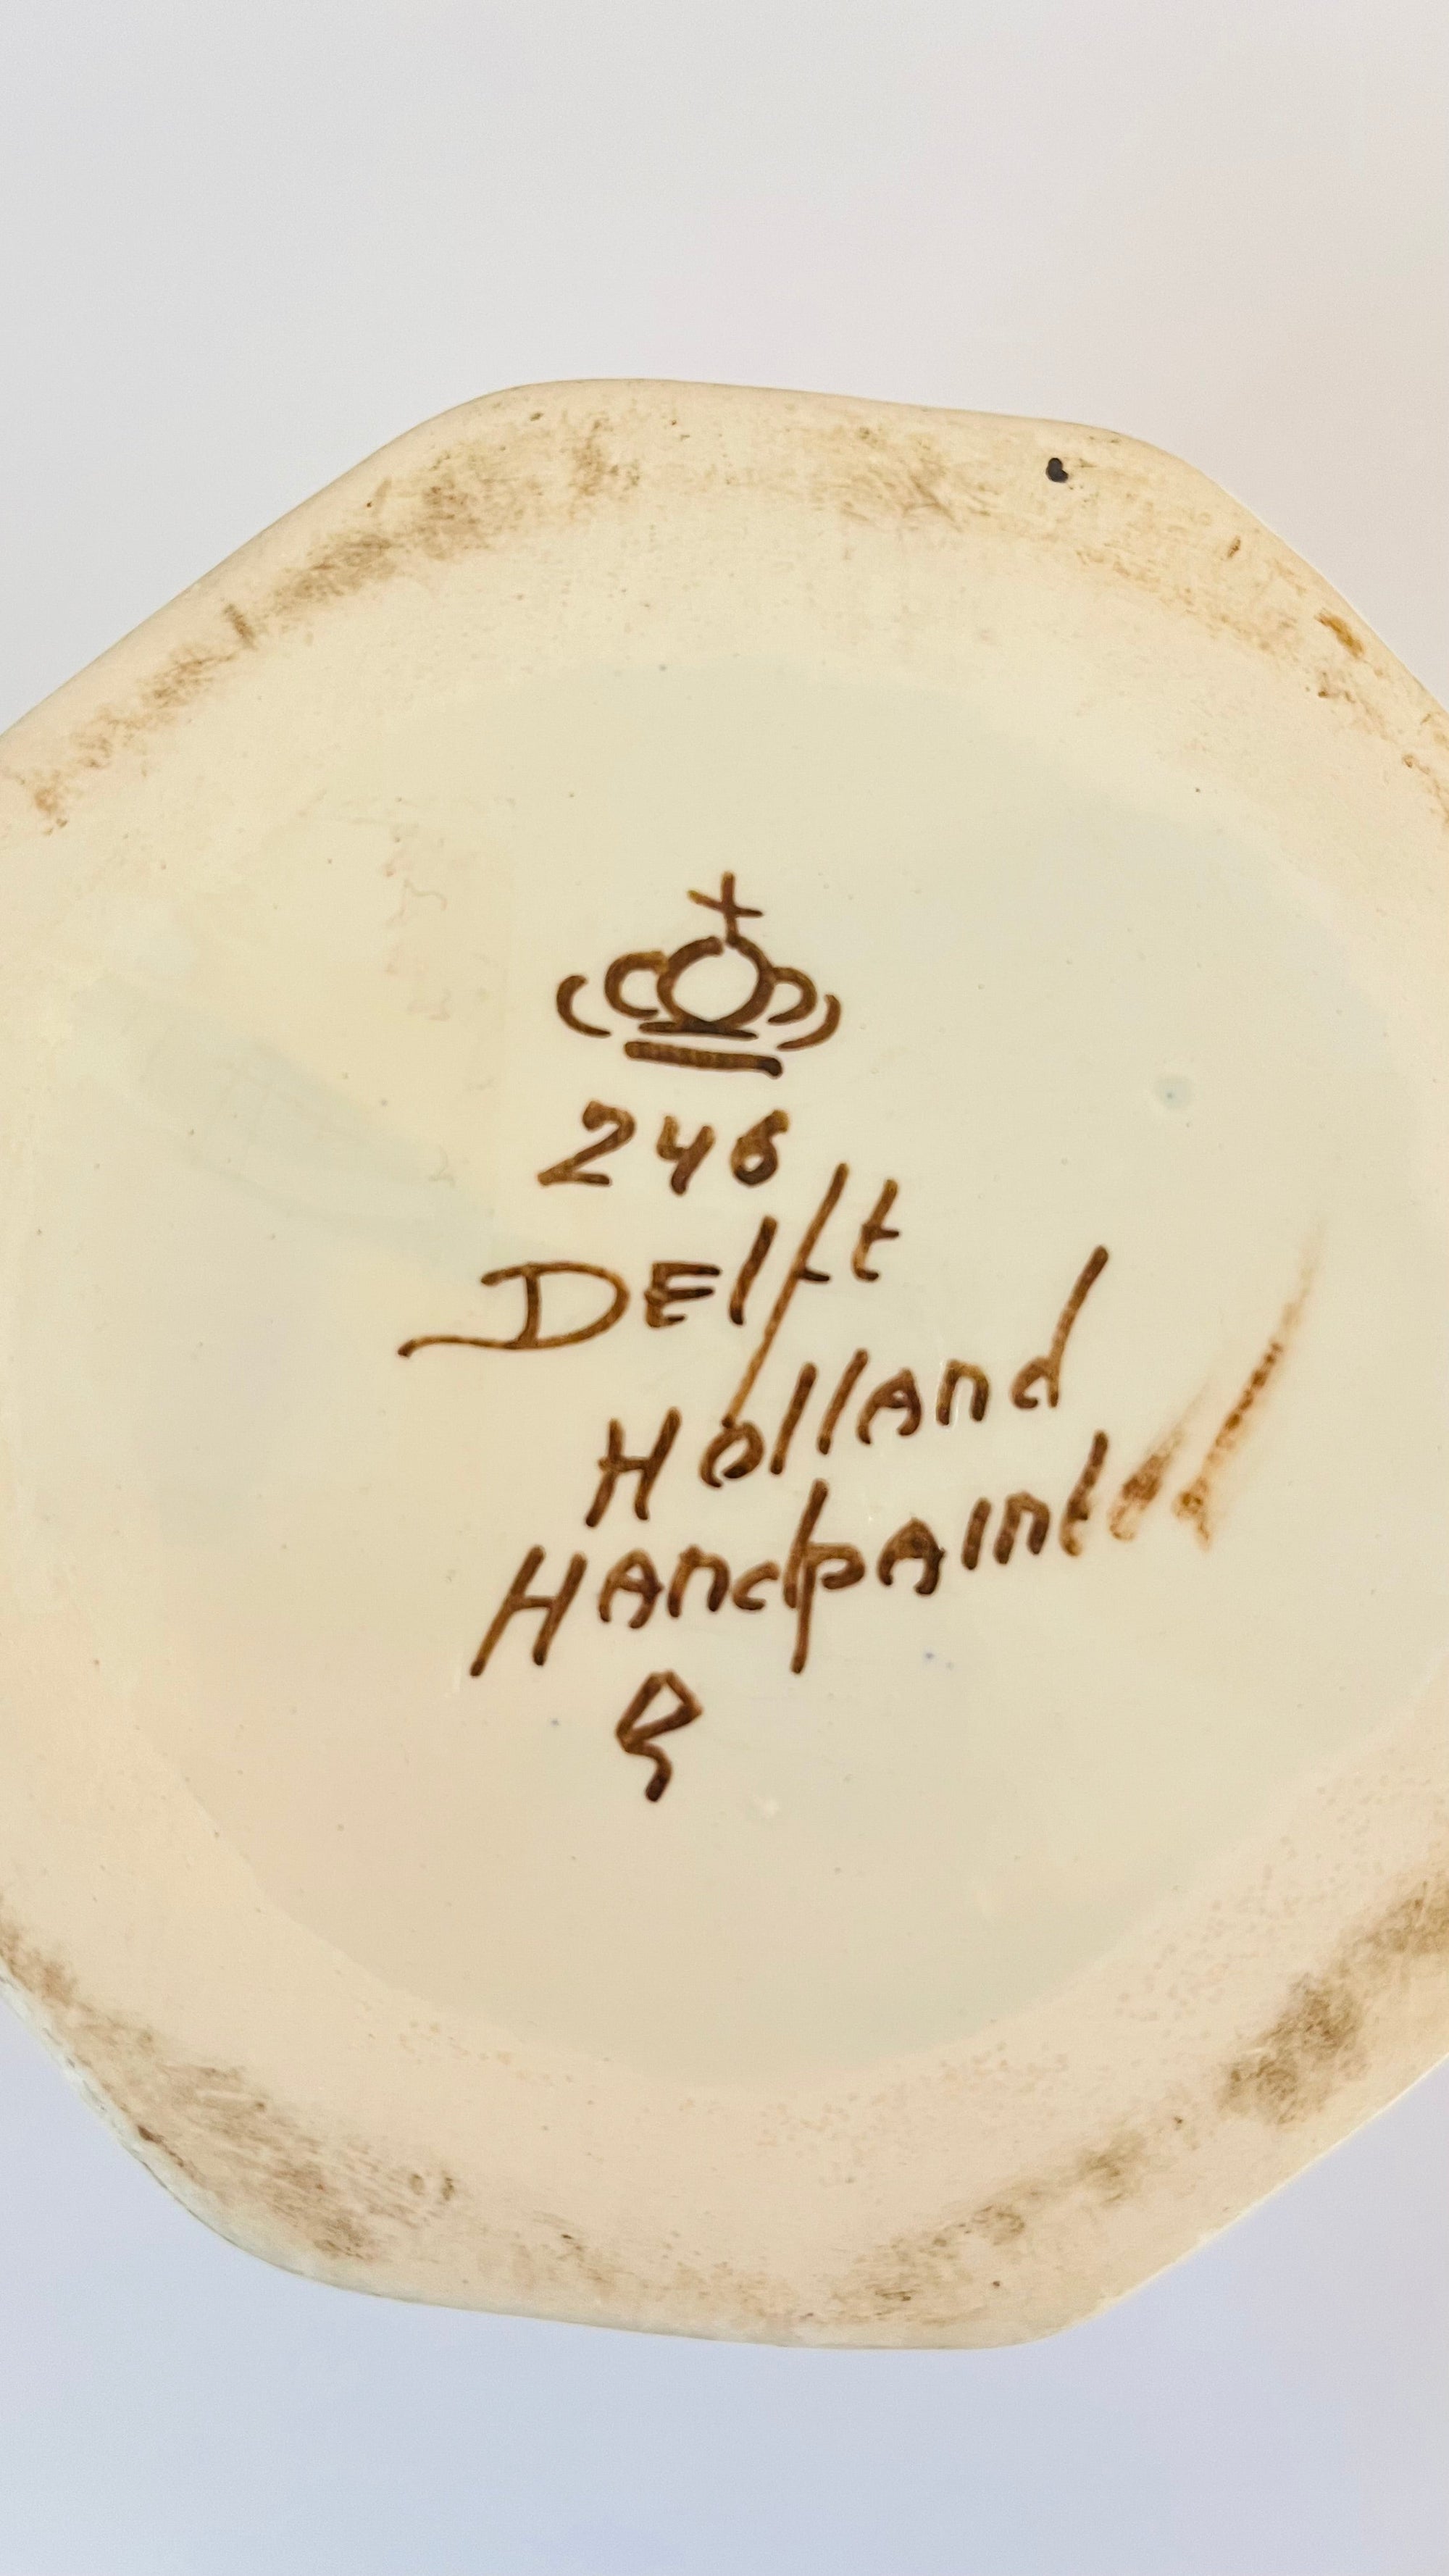 246
DElft
Holland
HandpAinted